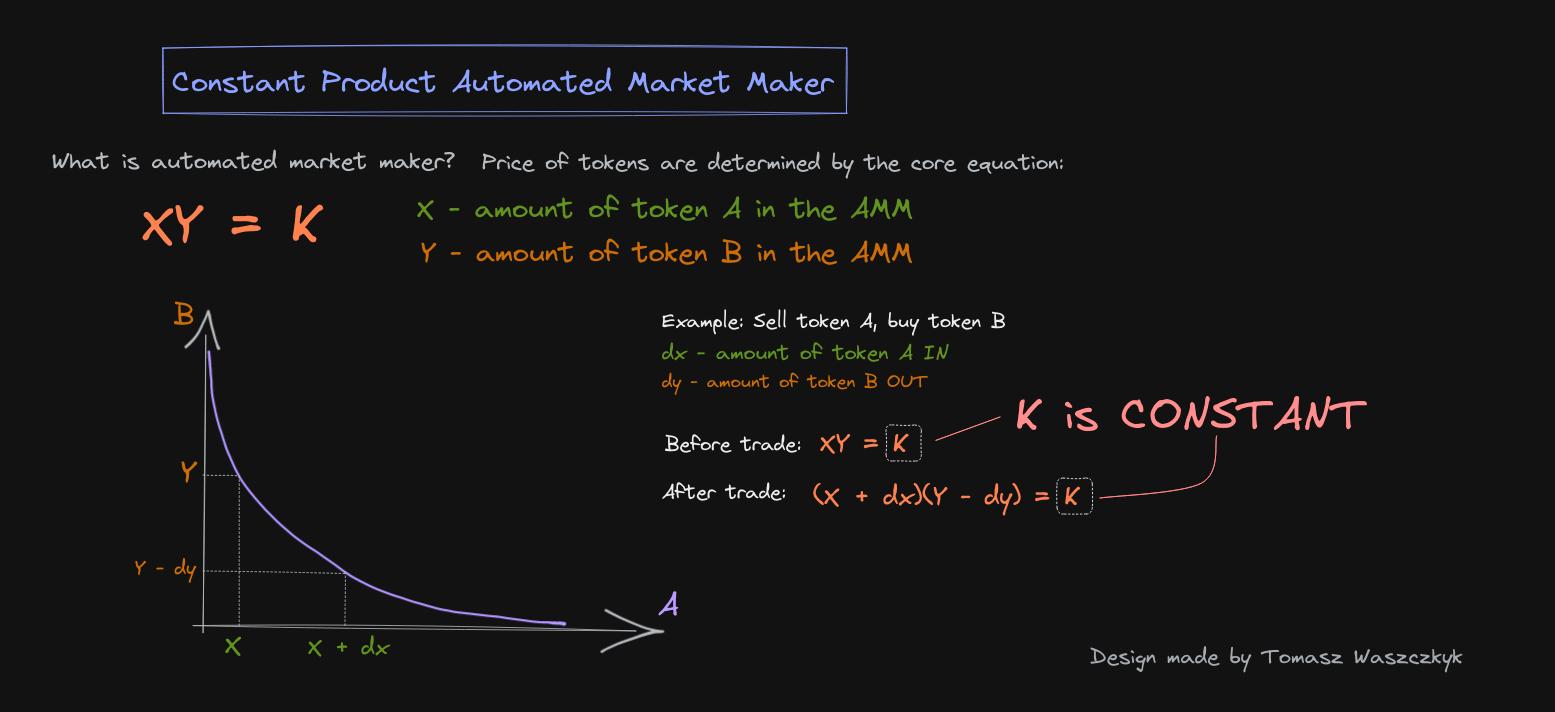 Constant Product Automated Market Maker
What is automated market maker? Price of tokens are determined by the core equation:
XY = K
X - amount of token A in the AMM
Y - amount of token B in the AMM
Example: Sell token A, buy token B
dx - amount of token A IN
dy - amount of token B OUT
K is CONSTANT
Before trade: XY = K
After trade: (X + dx)(Y - dy) = K
B
Y
Y - dy
A
X
X + dx
Design made by Tomasz Waszczkyk